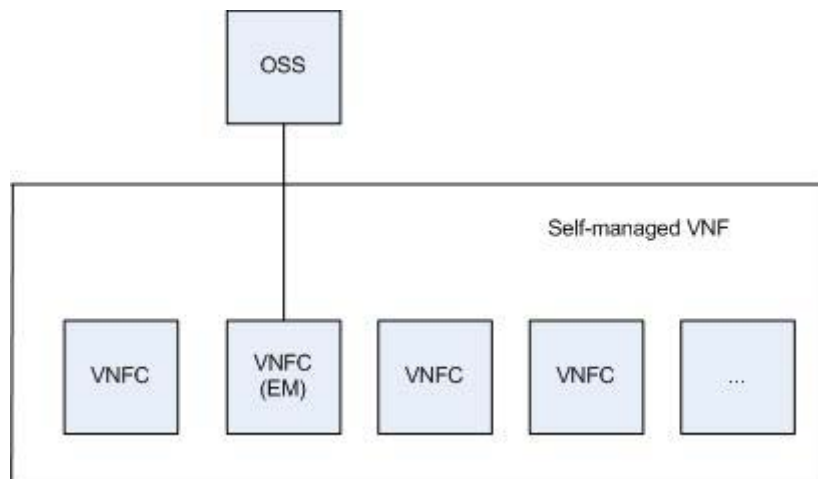 OSS
Self-managed VNF
VNFC
VNFC
(EM)
VNFC
VNFC
...